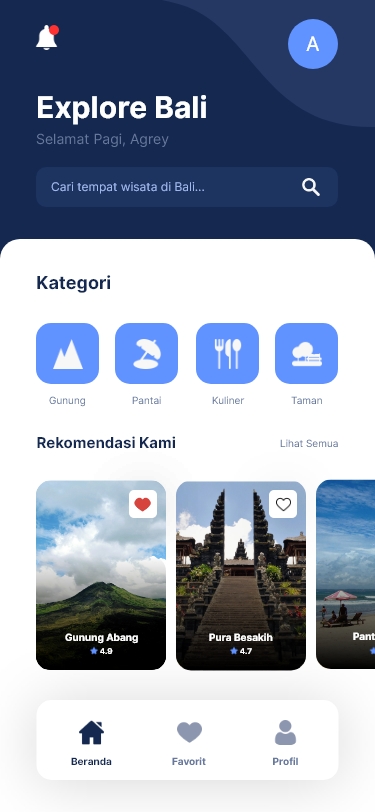 A
Explore Bali
Selamat Pagi, Agrey
Cari tempat wisata di Bali...
Kategori
Gunung
Pantai
Kuliner
Taman
Rekomendasi Kami
Lihat Semua
Gunung Abang
4.9
Pura Besakih
4.7
Pant
Beranda
Favorit
Profil